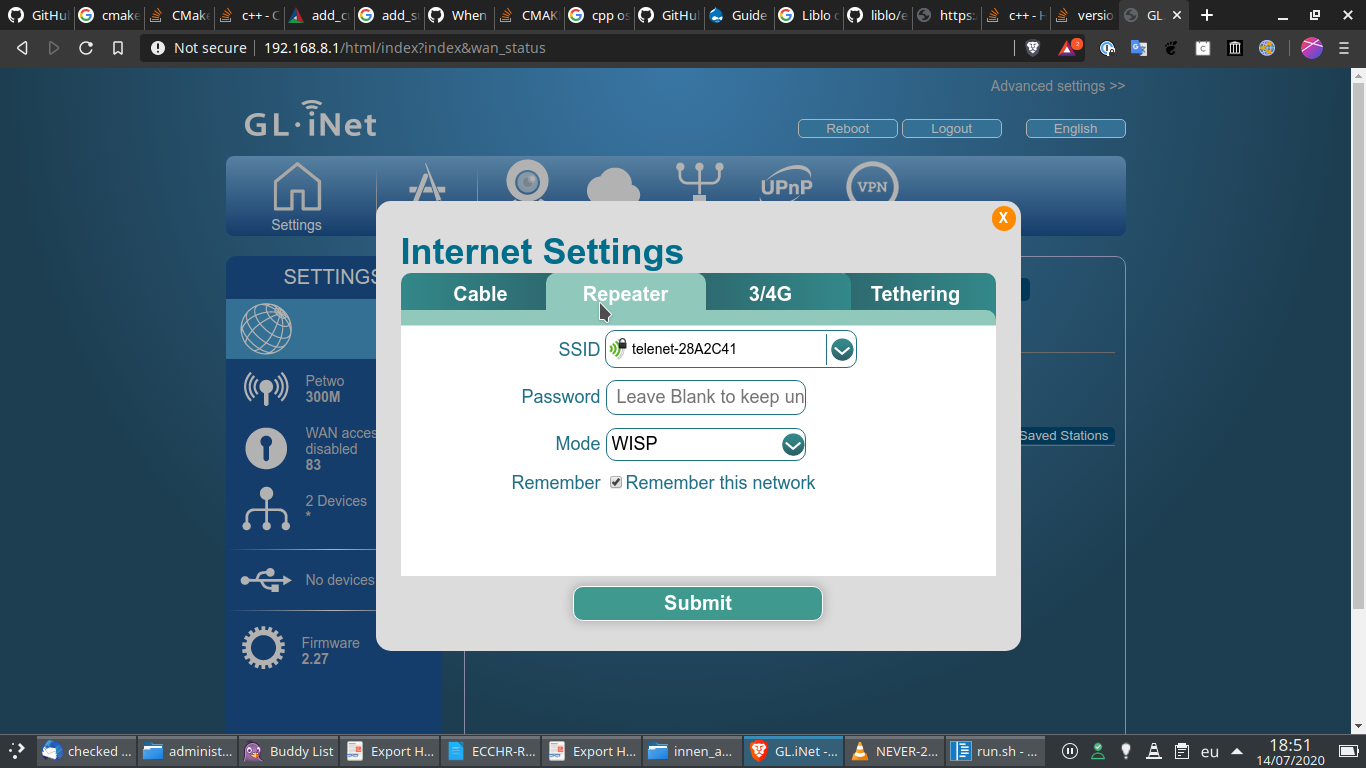 GitHu
cmake
CMake
c++ - C
add_cu
add_su
When
CMAK
cpp os
GitHu
Guide
Liblo c
liblo/e
https:
c++ - H
versio
GL
Not secure 192.168.8.1/html/index?index&wan_status
2
Advanced settings >>
GL·iNet
Reboot Logout English
UPnP VPN
Settings
X
Internet Settings
SETTINGS
Cable Repeater 3/4G Tethering
SSID telenet-28A2C41
Petwo
300M
Password Leave Blank to keep un
WAN acces
disabled
83
Mode WISP
Saved Stations
Remember Remember this network
2 Devices
*
No devices
Submit
Firmware
2.27
checked ... administ... Buddy List Export H... ECCHR-R... Export H... innen_a... GL.iNet -... NEVER-2... run.sh - ... eu 18:51
14/07/2020